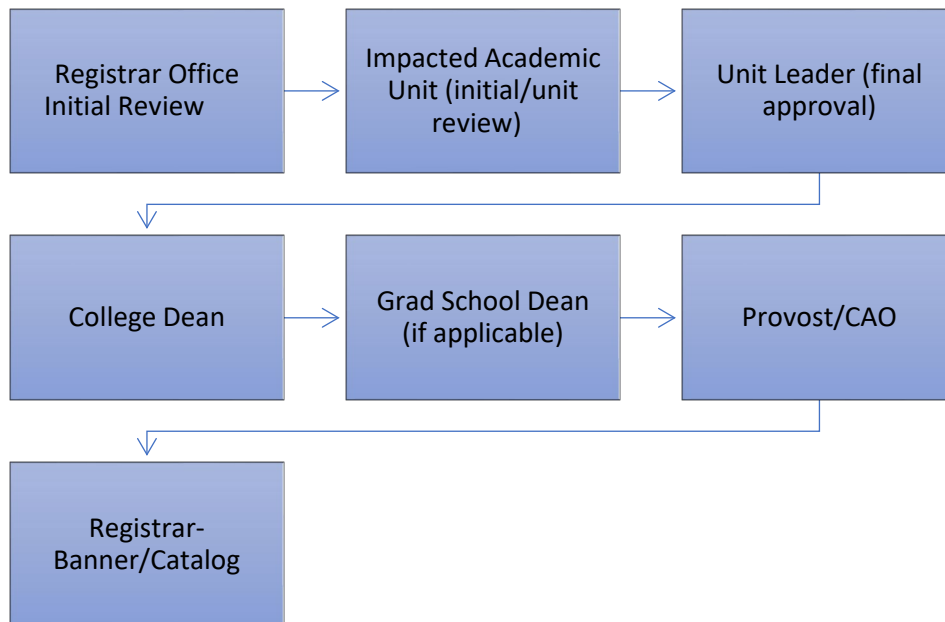 Registrar Office
Initial Review
Impacted Academic
Unit (initial/unit
review)
Unit Leader (final
approval)
College Dean
Grad School Dean
(if applicable)
Provost/CAO
Registrar-
Banner/Catalog